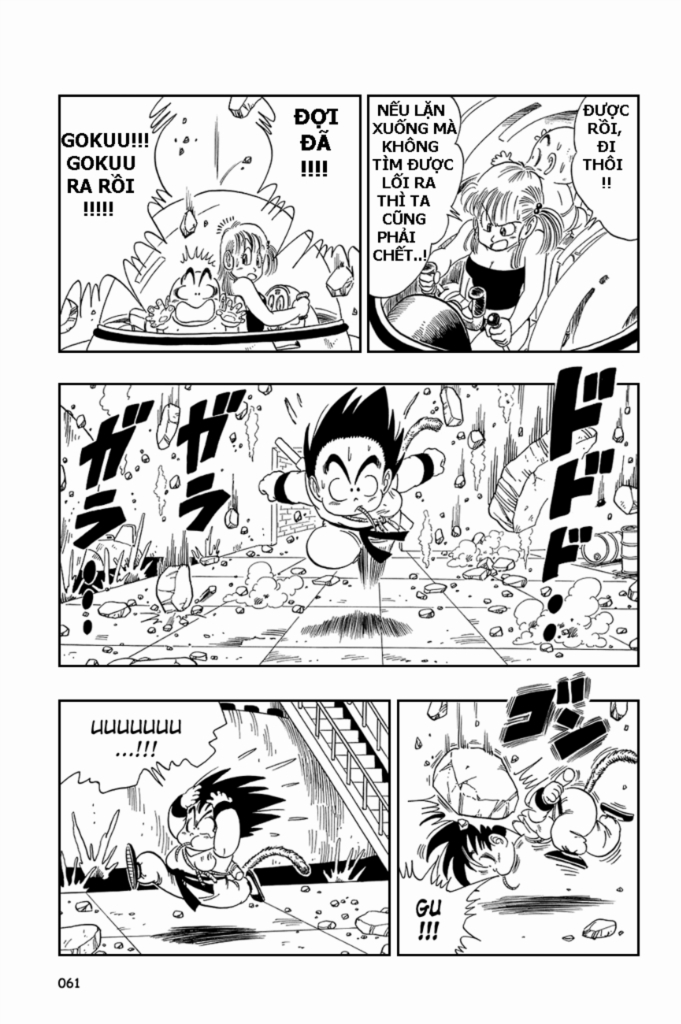 ĐƯỢC
RỒI,
ĐI
THÔI
!!
NẾU LẶN
XUỐNG MÀ
KHÔNG
TÌM ĐƯỢC
LỐI RA
THÌ TA
CŨNG
PHẢI
CHẾT..!
ĐỢI
ĐÃ
!!!!
GOKUU!!!
GOKUU
RA RỒI
!!!!!
ドドド...
ガラ
ガラ...
ゴン
GU
!!!
UUUUUUU
...!!!
061